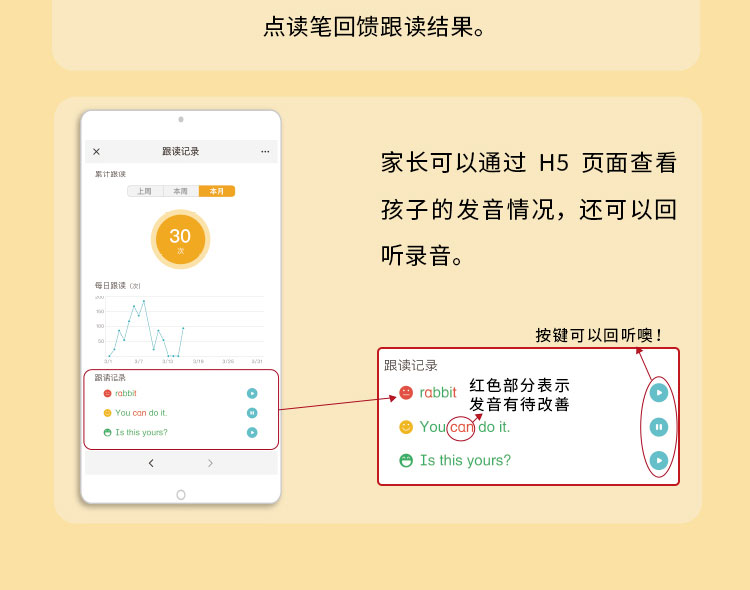 点读笔回馈跟读结果。
跟读记录
累计跟读
上周 本周 本月
30
次
每日跟读 (次)
200
150
100
50
3/1 3/7 3/13 3/19 3/25 3/31
跟读记录
rabbit
You can do it.
Is this yours?
家长可以通过 H5 页面查看
孩子的发音情况，还可以回
听录音。
按键可以回听噢！
跟读记录
rabbit
红色部分表示
发音有待改善
You can do it.
Is this yours?